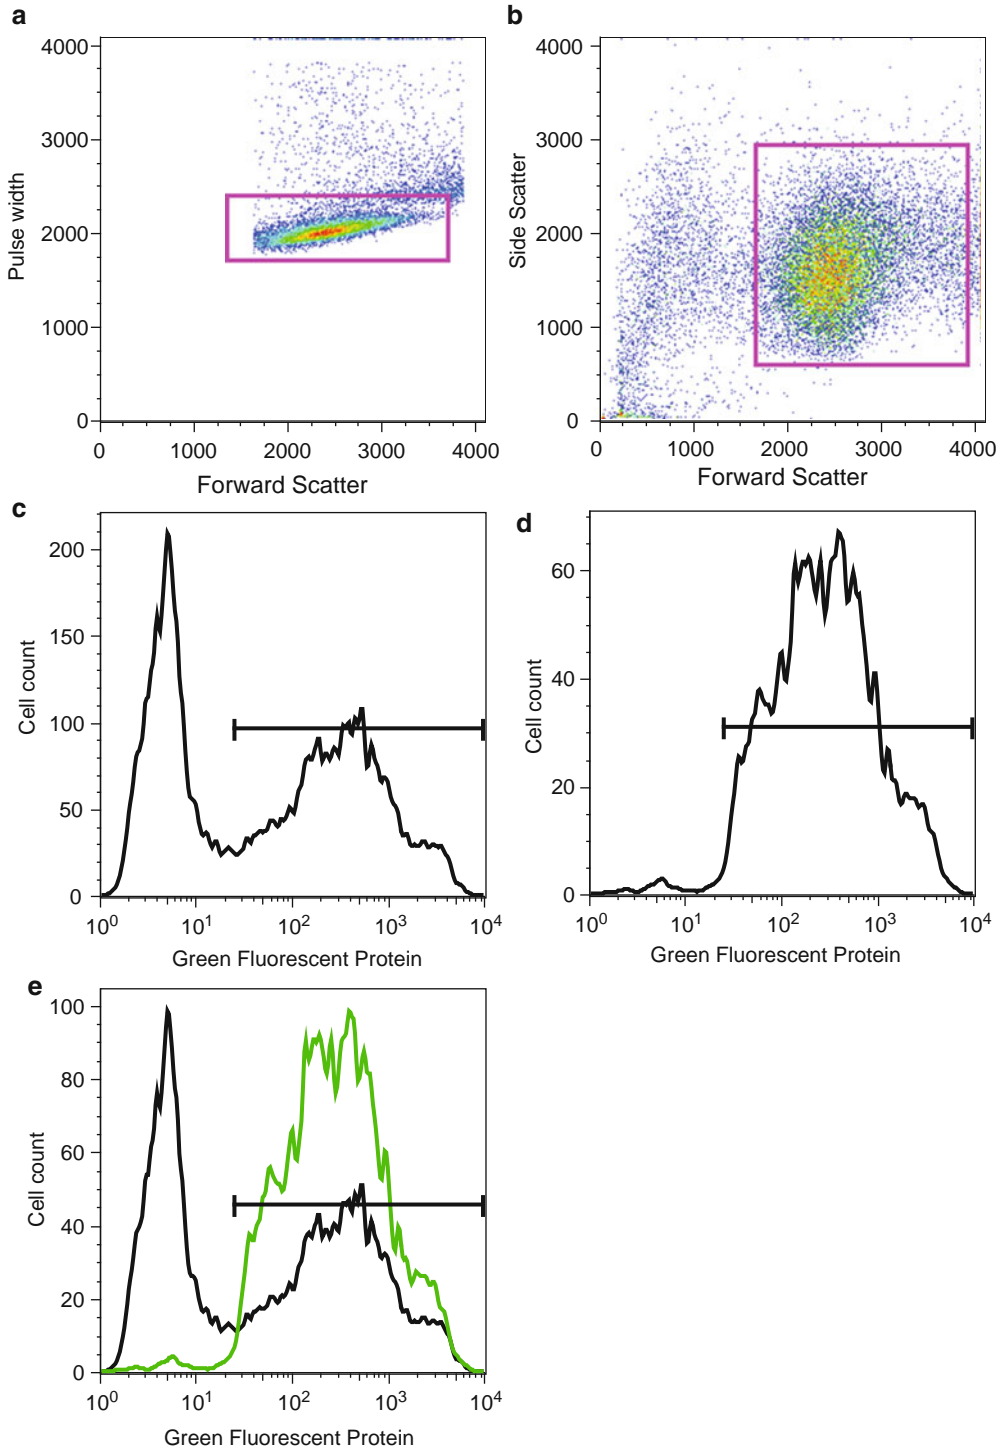 a
4000
3000
2000
1000
0
Pulse width
0 1000 2000 3000 4000
Forward Scatter
b
4000
3000
2000
1000
0
Side Scatter
0 1000 2000 3000 4000
Forward Scatter
c
200
150
100
50
0
Cell count
10⁰ 10¹ 10² 10³ 10⁴
Green Fluorescent Protein
d
60
40
20
0
Cell count
10⁰ 10¹ 10² 10³ 10⁴
Green Fluorescent Protein
e
100
80
60
40
20
0
Cell count
10⁰ 10¹ 10² 10³ 10⁴
Green Fluorescent Protein